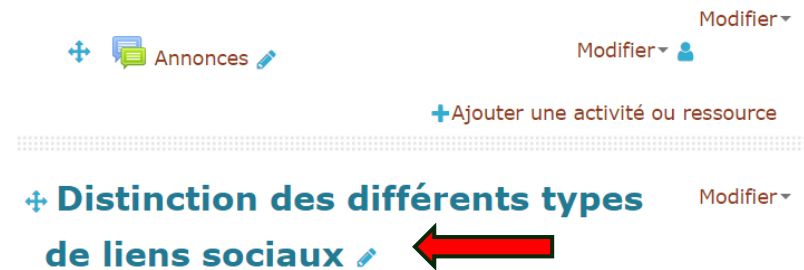 Modifier
Annonces Modifier
Ajouter une activité ou ressource
Distinction des différents types Modifier
de liens sociaux